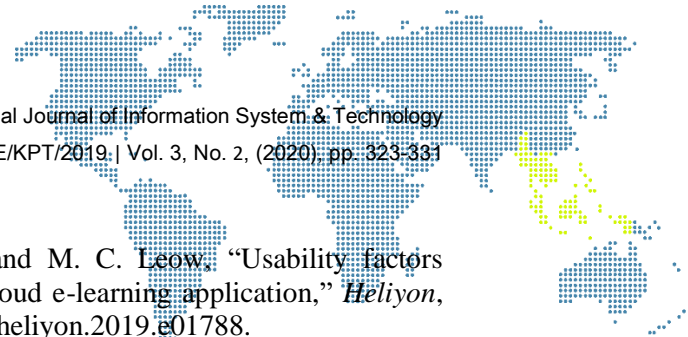 al Journal of Information System & Technology
E/KPT/2019 | Vol. 3, No. 2, (2020), pp. 323-331
and M. C. Leow, “Usability factors
oud e-learning application,” Heliyon,
heliyon.2019.e01788.